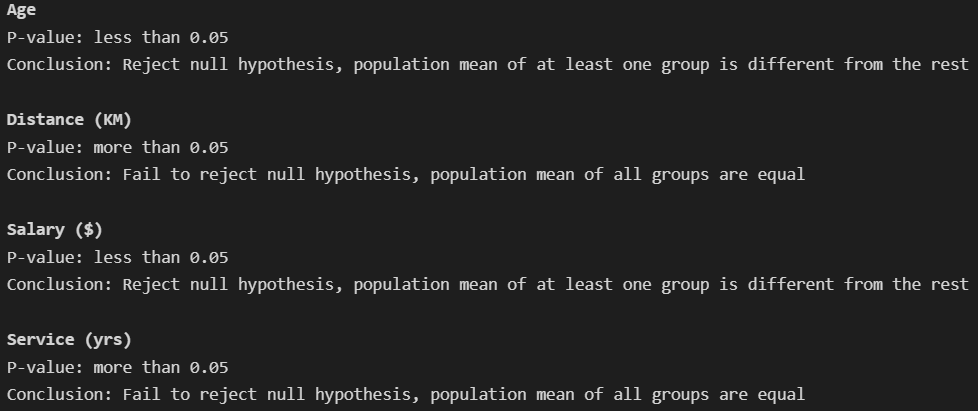 Age
P-value: less than 0.05
Conclusion: Reject null hypothesis, population mean of at least one group is different from the rest
Distance (KM)
P-value: more than 0.05
Conclusion: Fail to reject null hypothesis, population mean of all groups are equal
Salary ($)
P-value: less than 0.05
Conclusion: Reject null hypothesis, population mean of at least one group is different from the rest
Service (yrs)
P-value: more than 0.05
Conclusion: Fail to reject null hypothesis, population mean of all groups are equal